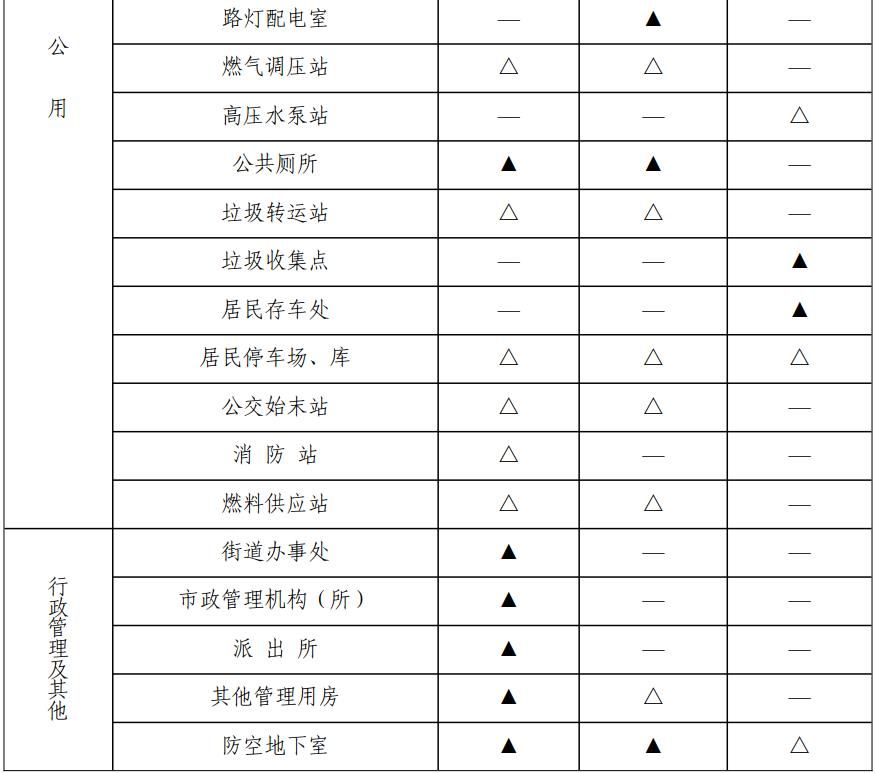 公用
路灯配电室 — ▲ —
燃气调压站 △ △ —
高压水泵站 — — △
公共厕所 ▲ ▲ —
垃圾转运站 △ △ —
垃圾收集点 — — ▲
居民存车处 — — ▲
居民停车场、库 △ △ △
公交始末站 △ △ —
消 防 站 △ — —
燃料供应站 △ △ —
行政管理及其他
街道办事处 ▲ — —
市政管理机构（所） ▲ — —
派 出 所 ▲ — —
其他管理用房 ▲ △ —
防空地下室 ▲ ▲ △